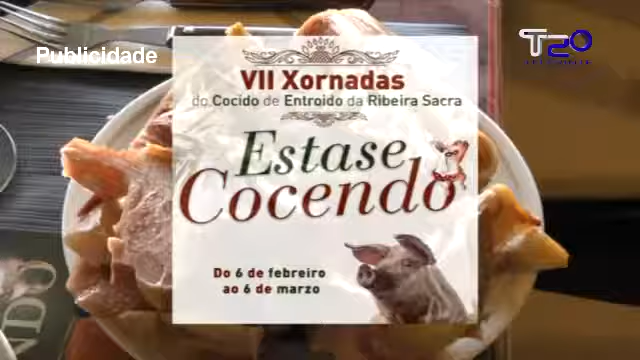 Publicidade
T20
VII Xornadas
do Cocido de Entroido da Ribeira Sacra
Estase
Cocendo
Do 6 de febreiro
ao 6 de marzo